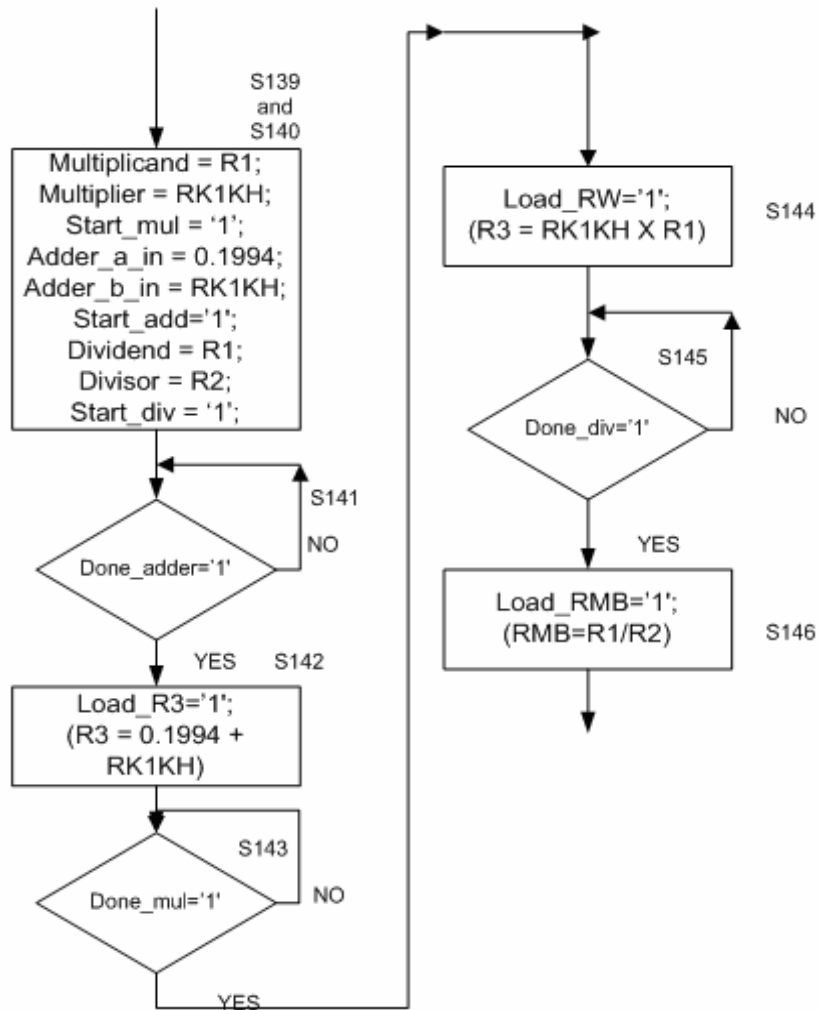 S139
and
S140
Multiplicand = R1;
Multiplier = RK1KH;
Start_mul = ‘1’;
Adder_a_in = 0.1994;
Adder_b_in = RK1KH;
Start_add='1';
Dividend = R1;
Divisor = R2;
Start_div = ‘1’;
S141
NO
Done_adder='1'
YES
S142
Load_R3='1';
(R3 = 0.1994 +
RK1KH)
S143
NO
Done_mul='1'
YES
Load_RW='1';
(R3 = RK1KH X R1)
S144
S145
NO
Done_div='1'
YES
Load_RMB='1';
(RMB=R1/R2)
S146